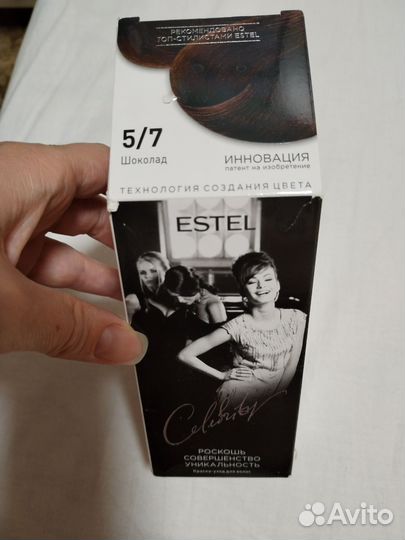 РЕКОМЕНДОВАНО
ТОП-СТИЛИСТАМИ ESTEL
5/7
Шоколад
ИННОВАЦИЯ
патент на изобретение
ТЕХНОЛОГИЯ СОЗДАНИЯ ЦВЕТА
ESTEL
Celebrity
РОСКОШЬ
СОВЕРШЕНСТВО
УНИКАЛЬНОСТЬ
Краска-уход для волос
Avito